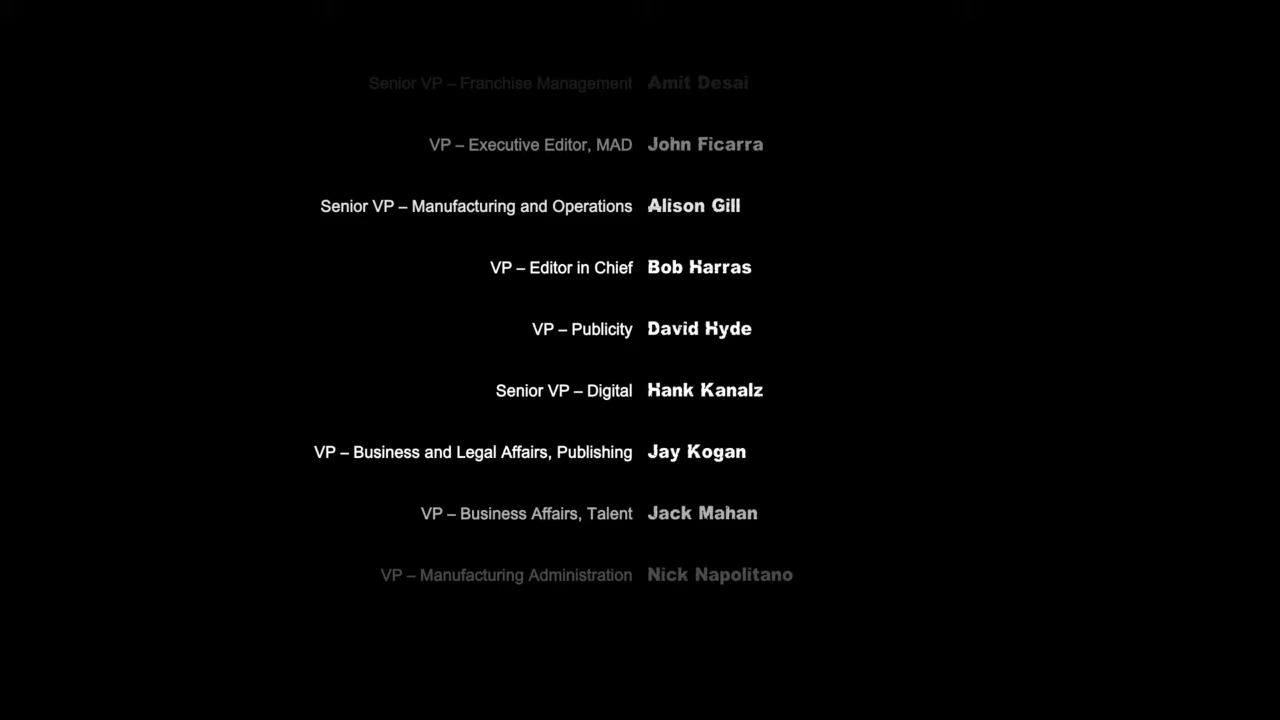 Senior VP – Franchise Management Amit Desai
VP – Executive Editor, MAD John Ficarra
Senior VP – Manufacturing and Operations Alison Gill
VP – Editor in Chief Bob Harras
VP – Publicity David Hyde
Senior VP – Digital Hank Kanalz
VP – Business and Legal Affairs, Publishing Jay Kogan
VP – Business Affairs, Talent Jack Mahan
VP – Manufacturing Administration Nick Napolitano